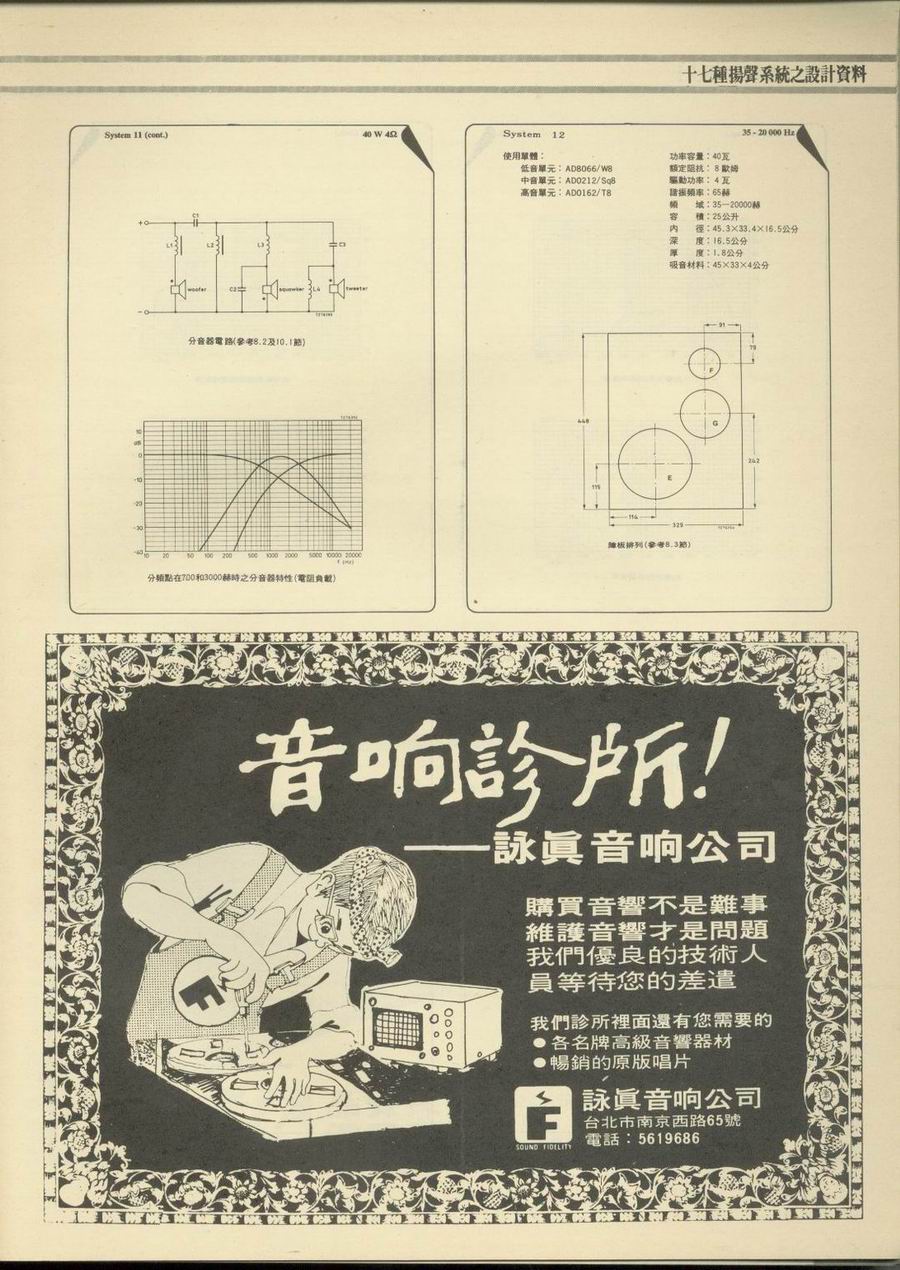 十七種揚聲系統之設計資料
System 11 (cont.)
40 W 4Ω
C1
L1
L2
L3
C3
woofer
C2
squawker
L4
tweeter
分音器電路(參考8.2及10.1節)
10
dB
0
-10
-20
-30
-40
10 20 50 100 200 500 1000 2000 5000 10000 20000
f (Hz)
分頻點在700和3000赫時之分音器特性(電阻負載)
System 12
35 - 20 000 Hz
使用單體：
低音單元：AD8066/W8
中音單元：AD0212/Sq8
高音單元：AD0162/T8
功率容量：40瓦
額定阻抗：8歐姆
驅動功率：4瓦
諧振頻率：65赫
頻　域：35—20000赫
容　積：25公升
內　徑：45.3×33.4×16.5公分
深　度：16.5公分
厚　度：1.8公分
吸音材料：45×33×4公分
91
79
F
G
448
242
E
115
114
329
障板排列(參考8.3節)
音响診所!
——詠眞音响公司
購買音響不是難事
維護音響才是問題
我們優良的技術人
員等待您的差遣
我們診所裡面還有您需要的
●各名牌高級音響器材
●暢銷的原版唱片
F
F
SOUND FIDELITY
詠眞音响公司
台北市南京西路65號
電話：5619686